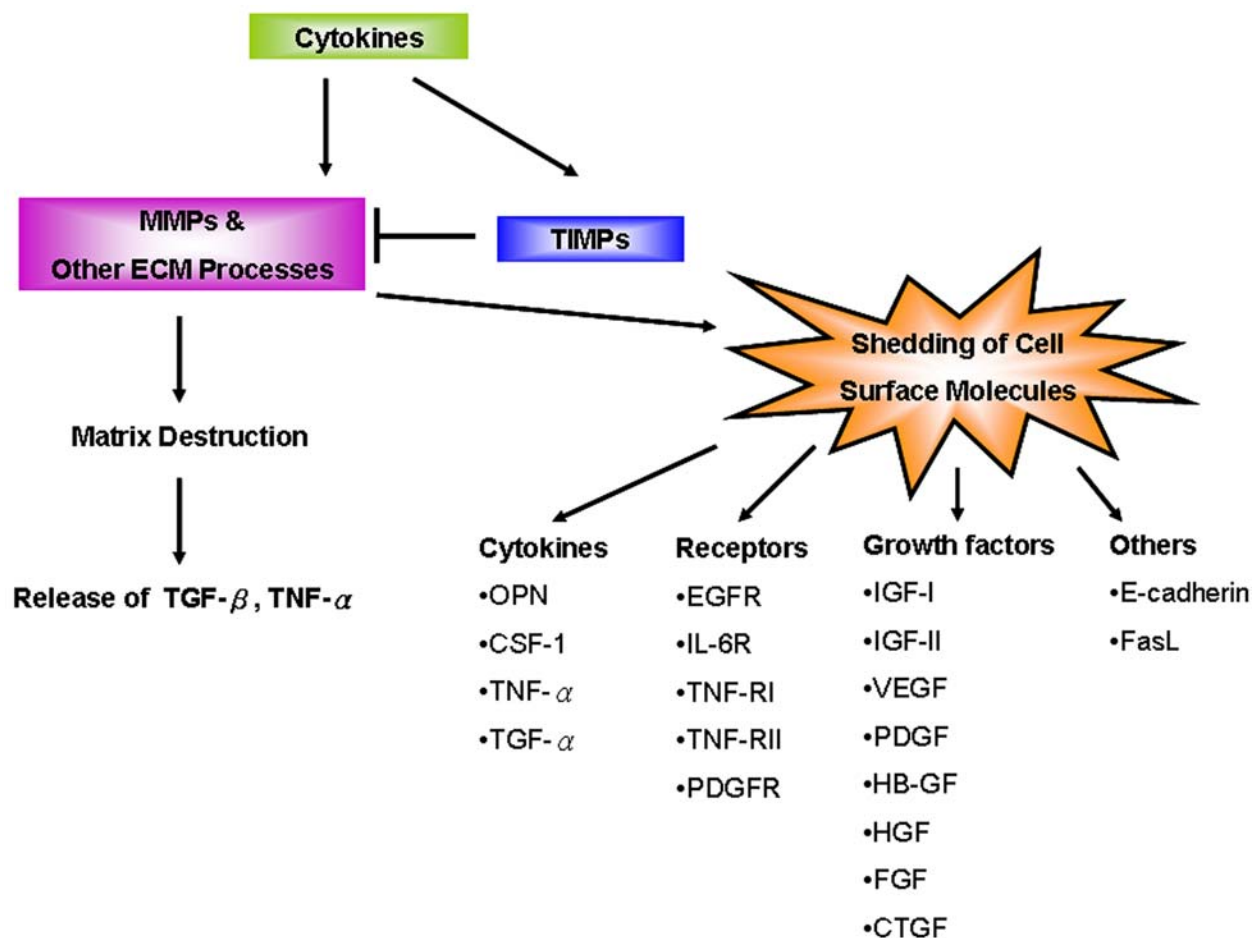 Cytokines
MMPs &
Other ECM Processes
TIMPs
Shedding of Cell
Surface Molecules
Matrix Destruction
Release of TGF-β, TNF-α
Cytokines
•OPN
•CSF-1
•TNF-α
•TGF-α
Receptors
•EGFR
•IL-6R
•TNF-RI
•TNF-RII
•PDGFR
Growth factors
•IGF-I
•IGF-II
•VEGF
•PDGF
•HB-GF
•HGF
•FGF
•CTGF
Others
•E-cadherin
•FasL